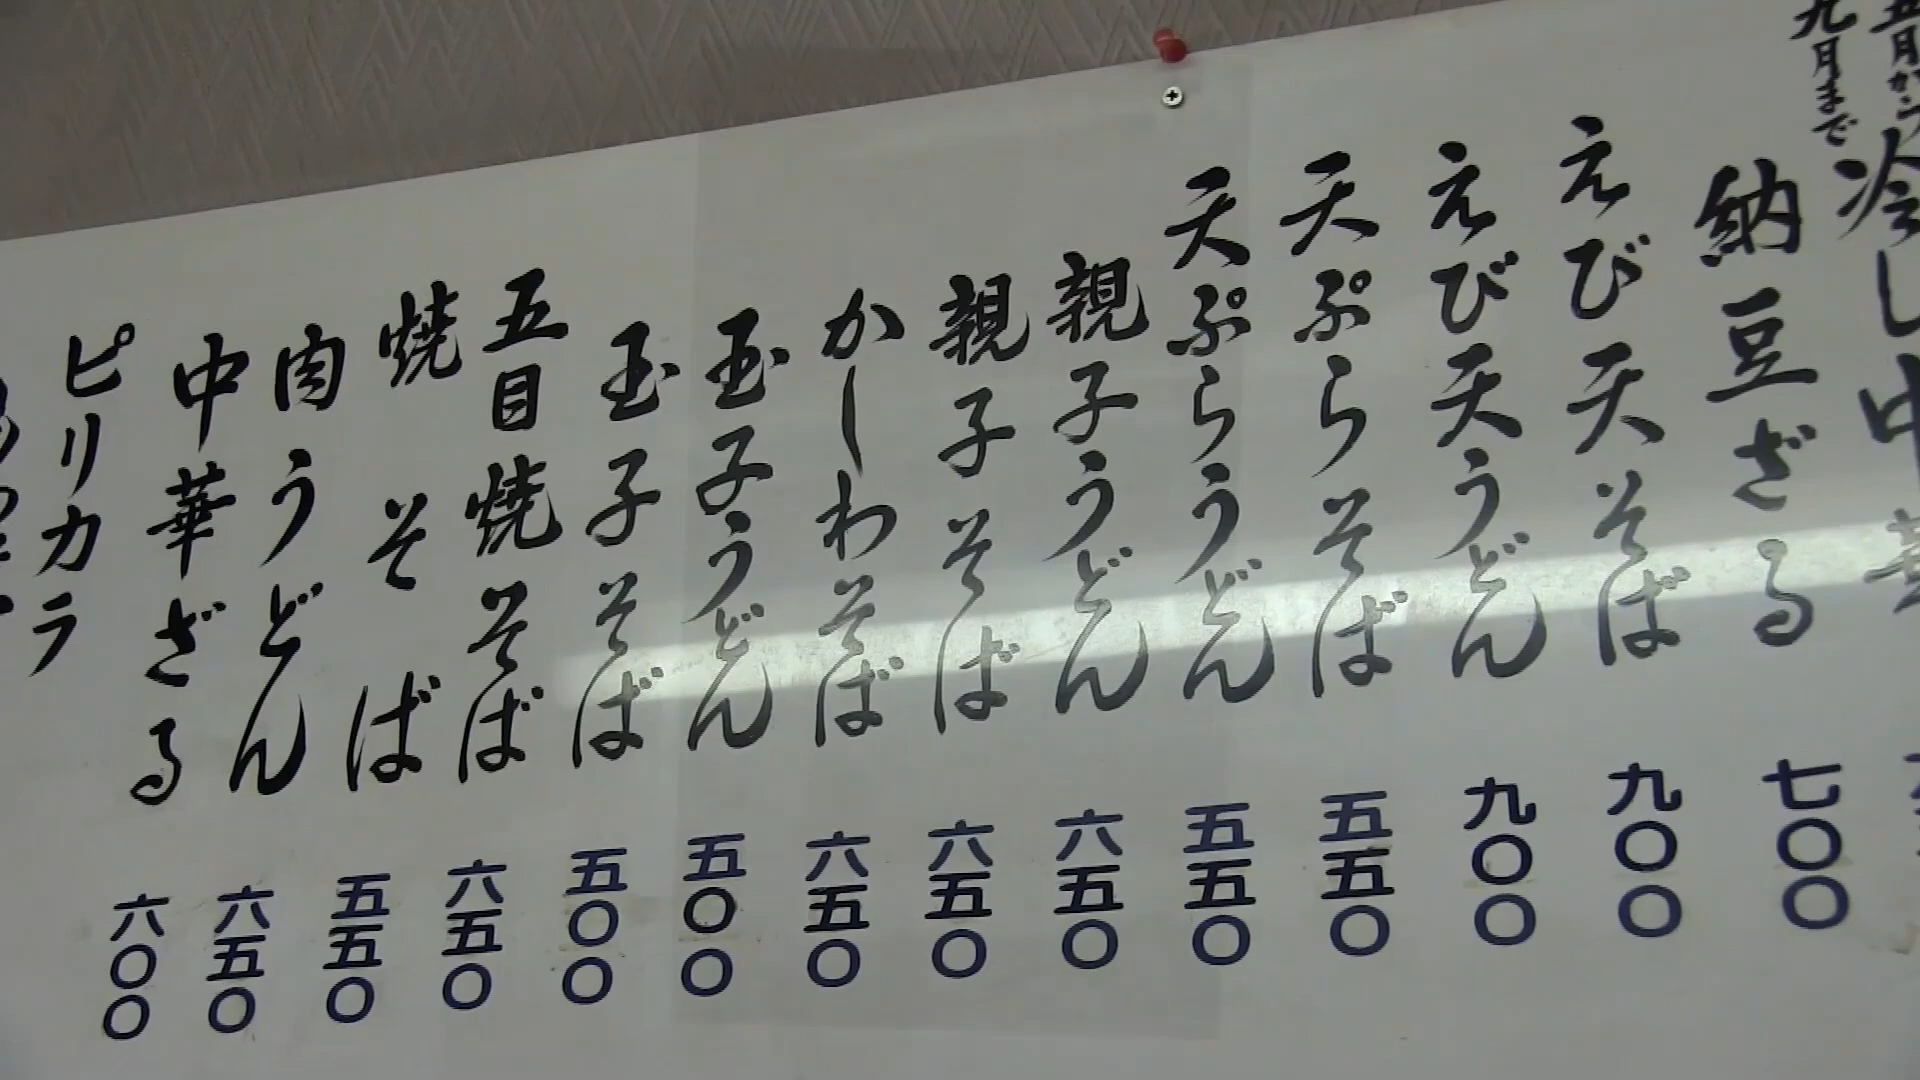 五月から
九月まで
冷し中華
納豆ざる 七〇〇
えび天そば 九〇〇
えび天うどん 九〇〇
天ぷらそば 五五〇
天ぷらうどん 五五〇
親子うどん 六五〇
親子そば 六五〇
かしわそば 六五〇
玉子うどん 五〇〇
玉子そば 五〇〇
五目焼そば 六五〇
焼そば 五五〇
肉うどん 六五〇
中華ざる 六〇〇
ピリカラ